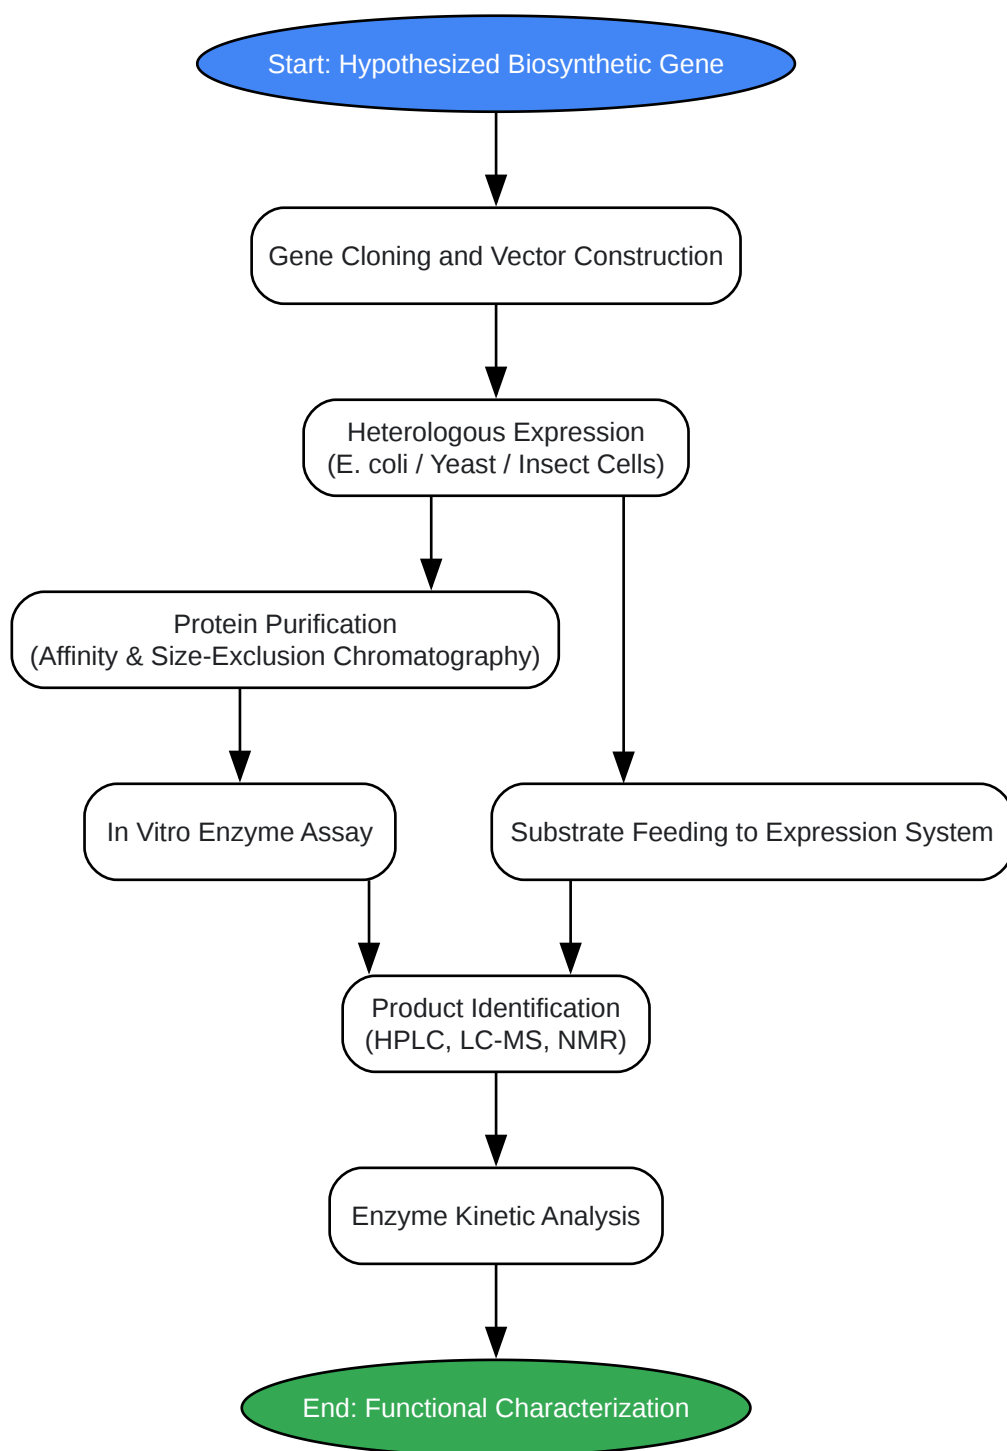 Start: Hypothesized Biosynthetic Gene
Gene Cloning and Vector Construction
Heterologous Expression
(E. coli / Yeast / Insect Cells)
Protein Purification
(Affinity & Size-Exclusion Chromatography)
In Vitro Enzyme Assay
Substrate Feeding to Expression System
Product Identification
(HPLC, LC-MS, NMR)
Enzyme Kinetic Analysis
End: Functional Characterization